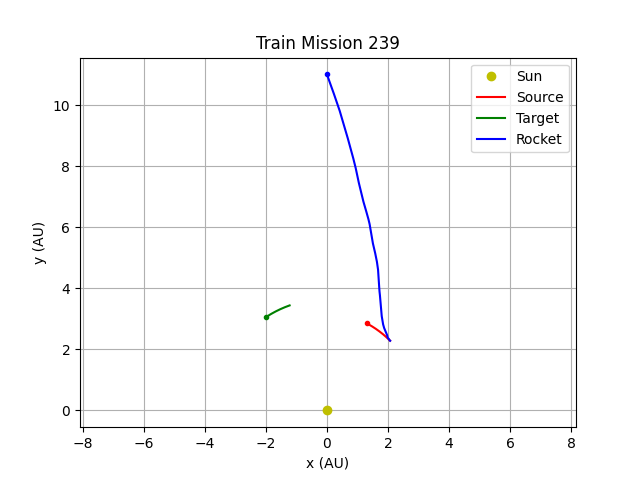 Train Mission 239
Sun
Source
Target
Rocket
10
8
6
4
2
0
y (AU)
−8 −6 −4 −2 0 2 4 6 8
x (AU)